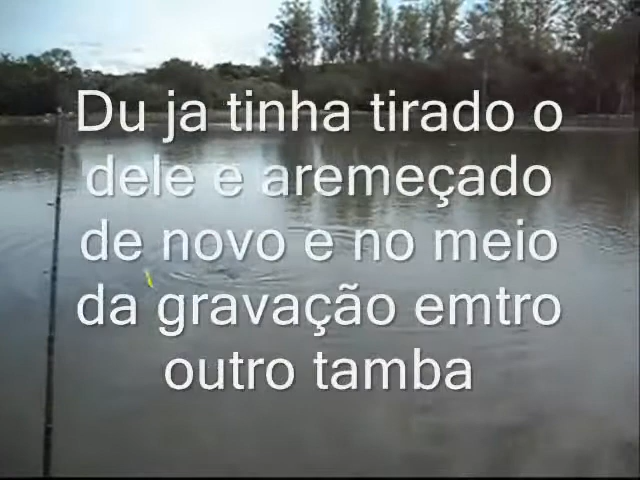 Du ja tinha tirado o
dele e aremeçado
de novo e no meio
da gravação emtro
outro tamba